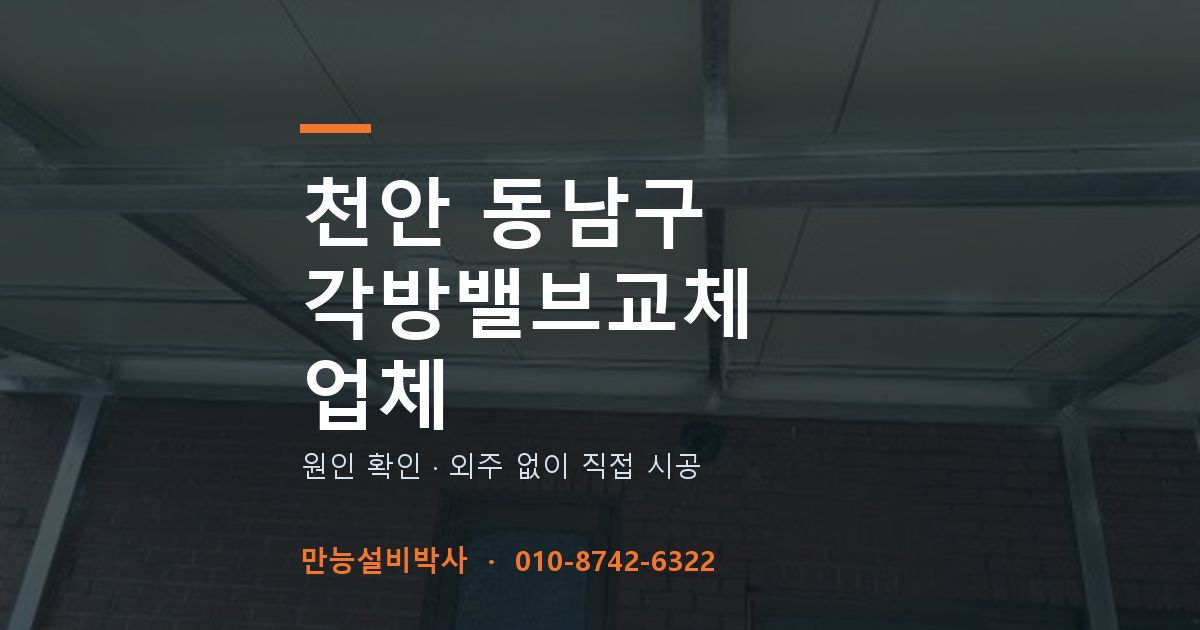 천안 동남구
각방밸브교체
업체
원인 확인 · 외주 없이 직접 시공
만능설비박사 · 010-8742-6322